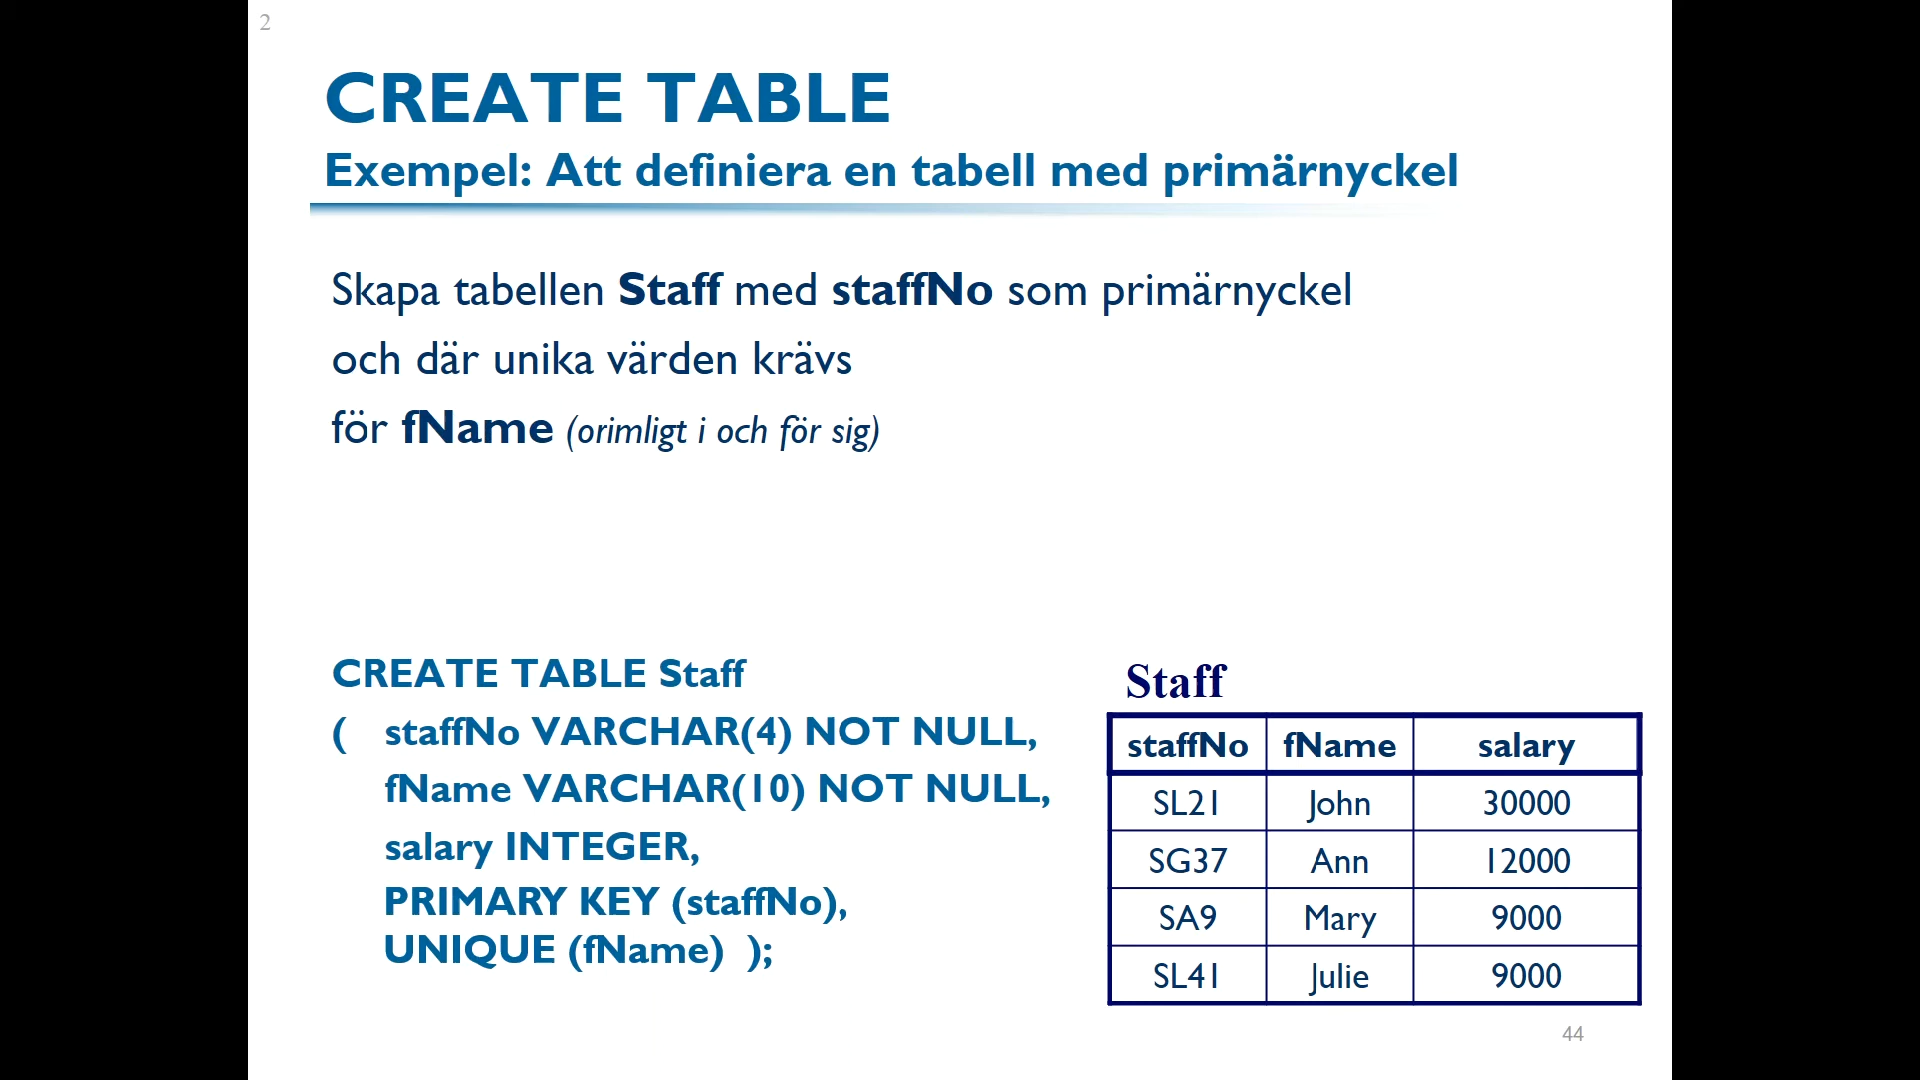 2
CREATE TABLE
Exempel: Att definiera en tabell med primärnyckel
Skapa tabellen Staff med staffNo som primärnyckel
och där unika värden krävs
för fName (orimligt i och för sig)
CREATE TABLE Staff
( staffNo VARCHAR(4) NOT NULL,
fName VARCHAR(10) NOT NULL,
salary INTEGER,
PRIMARY KEY (staffNo),
UNIQUE (fName) );
Staff
staffNo fName salary
SL21 John 30000
SG37 Ann 12000
SA9 Mary 9000
SL41 Julie 9000
44